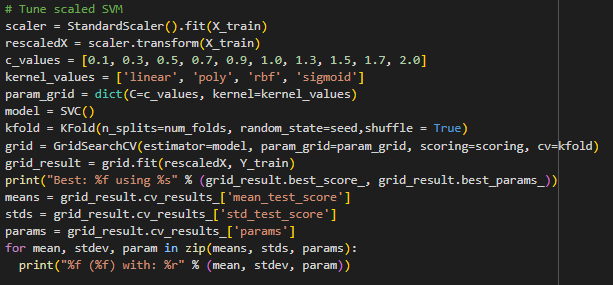 # Tune scaled SVM
scaler = StandardScaler().fit(X_train)
rescaledX = scaler.transform(X_train)
c_values = [0.1, 0.3, 0.5, 0.7, 0.9, 1.0, 1.3, 1.5, 1.7, 2.0]
kernel_values = ['linear', 'poly', 'rbf', 'sigmoid']
param_grid = dict(C=c_values, kernel=kernel_values)
model = SVC()
kfold = KFold(n_splits=num_folds, random_state=seed,shuffle = True)
grid = GridSearchCV(estimator=model, param_grid=param_grid, scoring=scoring, cv=kfold)
grid_result = grid.fit(rescaledX, Y_train)
print("Best: %f using %s" % (grid_result.best_score_, grid_result.best_params_))
means = grid_result.cv_results_['mean_test_score']
stds = grid_result.cv_results_['std_test_score']
params = grid_result.cv_results_['params']
for mean, stdev, param in zip(means, stds, params):
  print("%f (%f) with: %r" % (mean, stdev, param))